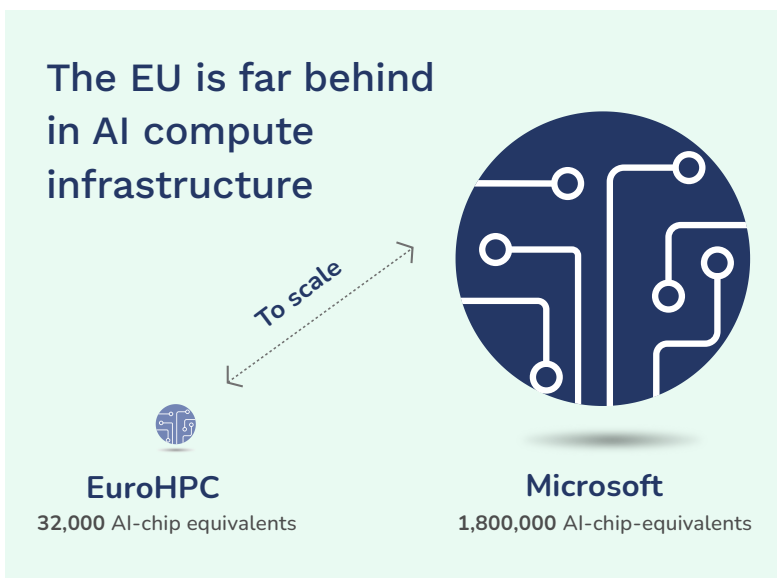 The EU is far behind
in AI compute
infrastructure
To scale
EuroHPC
32,000 AI-chip equivalents
Microsoft
1,800,000 AI-chip-equivalents